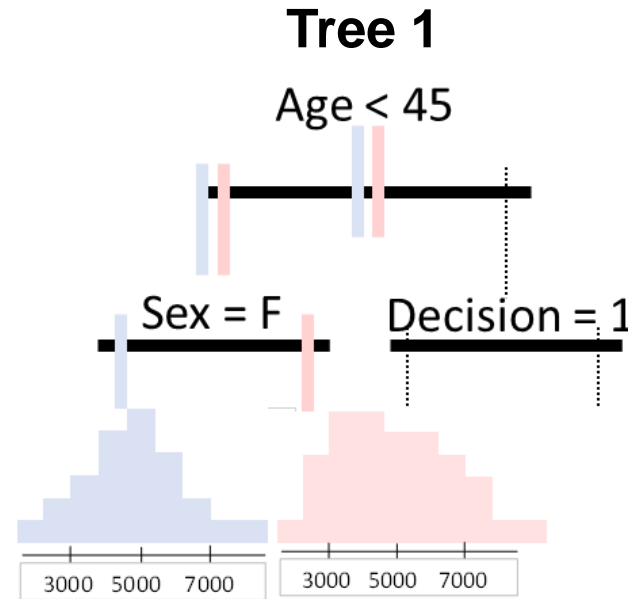 Tree 1
Age < 45
Sex = F
Decision = 1
3000 5000 7000
3000 5000 7000